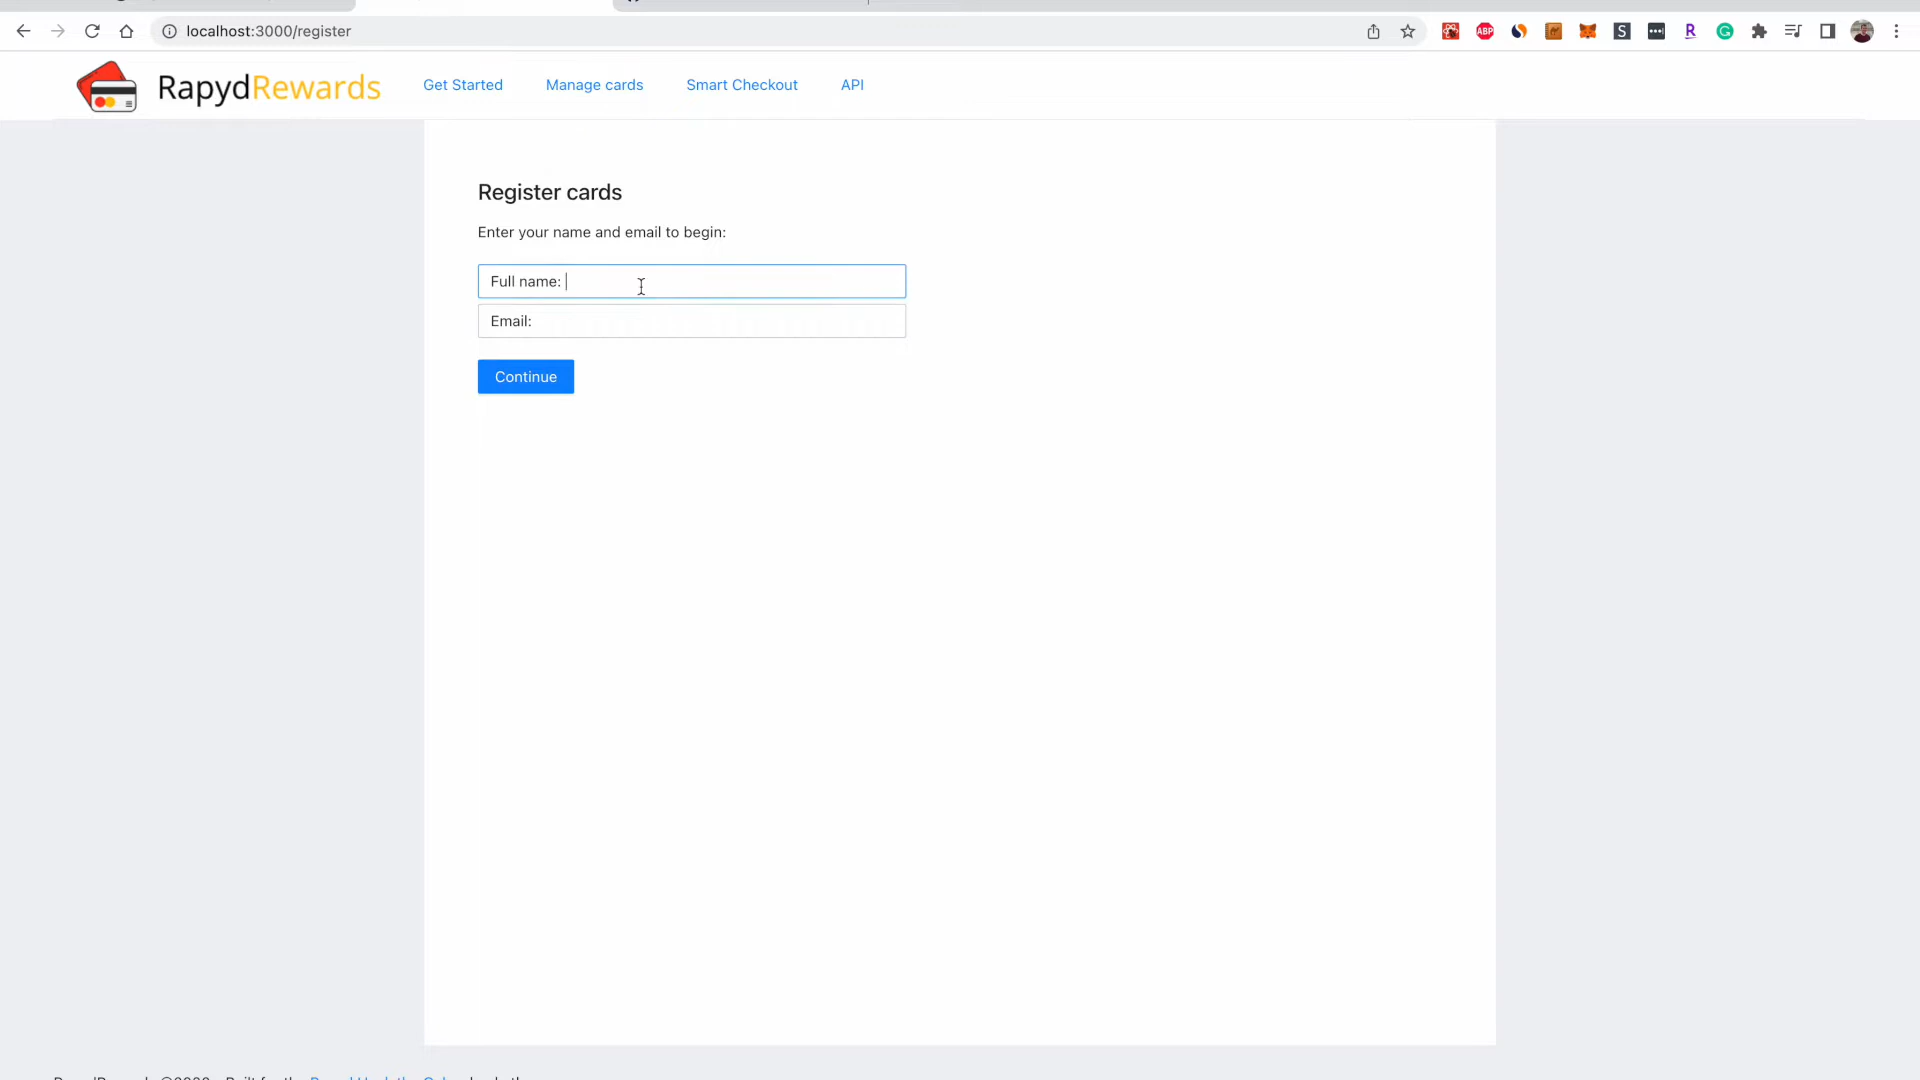 localhost:3000/register
ABP
S
R
G
RapydRewards
Get Started
Manage cards
Smart Checkout
API
Register cards
Enter your name and email to begin:
Full name:
Email:
Continue